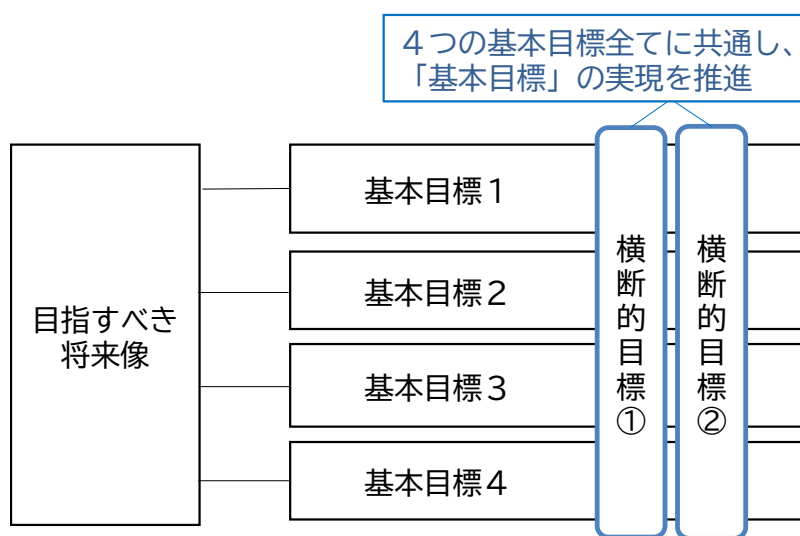 ４つの基本目標全てに共通し、
「基本目標」の実現を推進
目指すべき
将来像
基本目標１
基本目標２
基本目標３
基本目標４
横断的目標①
横断的目標②